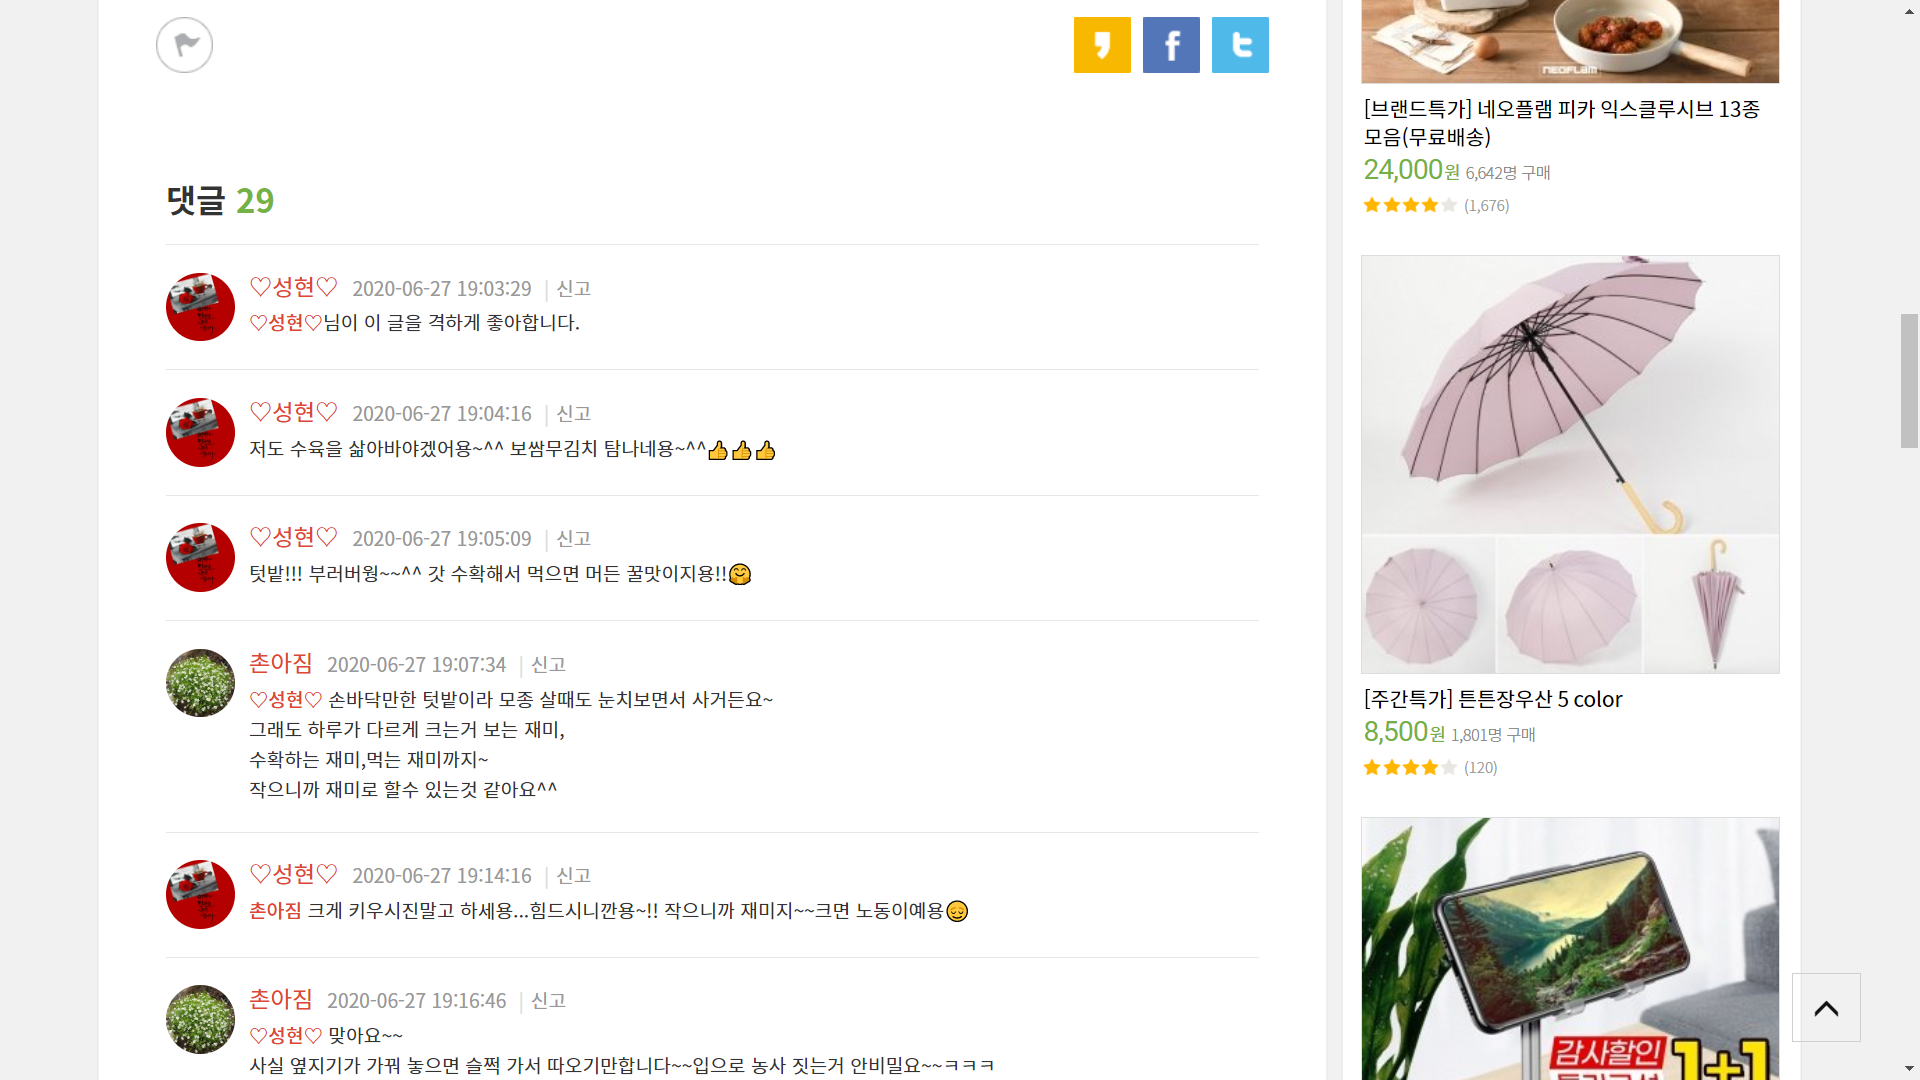 댓글 29
♡성현♡ 2020-06-27 19:03:29 | 신고
♡성현♡님이 이 글을 격하게 좋아합니다.
♡성현♡ 2020-06-27 19:04:16 | 신고
저도 수육을 삶아바야겠어용~^^ 보쌈무김치 탐나네용~^^👍👍👍
♡성현♡ 2020-06-27 19:05:09 | 신고
텃밭!!! 부러버웡~~^^ 갓 수확해서 먹으면 머든 꿀맛이지용!!🤗
촌아짐 2020-06-27 19:07:34 | 신고
♡성현♡ 손바닥만한 텃밭이라 모종 살때도 눈치보면서 사거든요~
그래도 하루가 다르게 크는거 보는 재미,
수확하는 재미,먹는 재미까지~
작으니까 재미로 할수 있는것 같아요^^
♡성현♡ 2020-06-27 19:14:16 | 신고
촌아짐 크게 키우시진말고 하세용...힘드시니깐용~!! 작으니까 재미지~~크면 노동이예용😌
촌아짐 2020-06-27 19:16:46 | 신고
♡성현♡ 맞아요~~
사실 옆지기가 가꿔 놓으면 슬쩍 가서 따오기만합니다~~입으로 농사 짓는거 안비밀요~~ㅋㅋㅋ
NEOFLAM
[브랜드특가] 네오플램 피카 익스클루시브 13종
모음(무료배송)
24,000원 6,642명 구매
(1,676)
[주간특가] 튼튼장우산 5 color
8,500원 1,801명 구매
(120)
감사할인
1+1